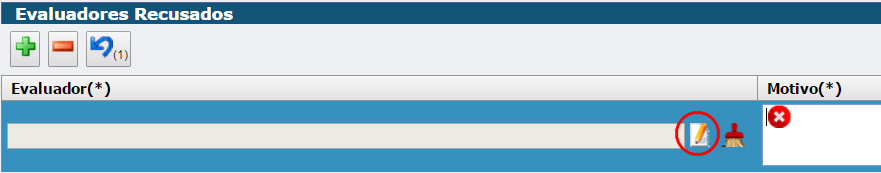 Evaluadores Recusados
(1)
Evaluador(*)
Motivo(*)